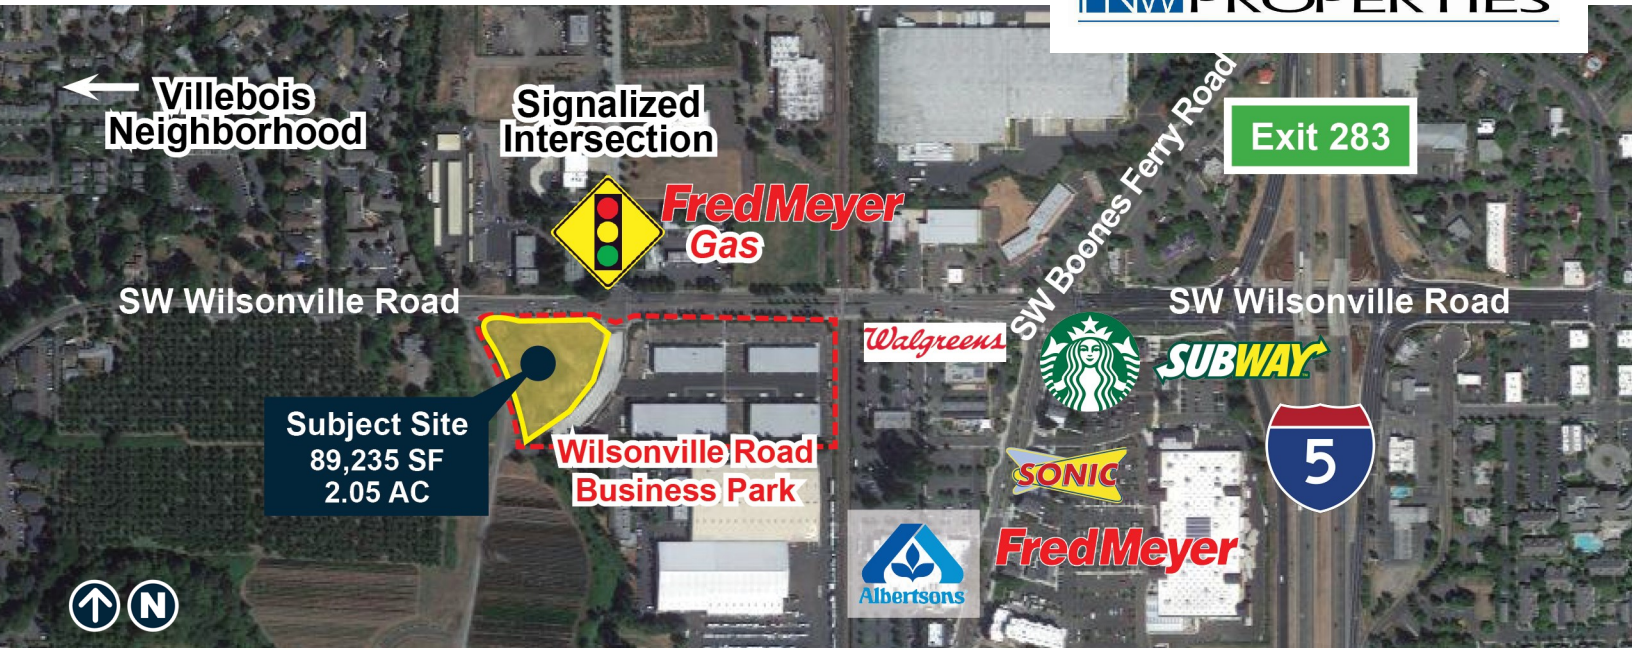 PROPERTIES
Villebois
Neighborhood
Signalized
Intersection
SW Boones Ferry Road
Exit 283
FredMeyer
Gas
SW Wilsonville Road
SW Wilsonville Road
Walgreens
SUBWAY
Subject Site
89,235 SF
2.05 AC
Wilsonville Road
Business Park
5
SONIC
FredMeyer
Albertsons
N